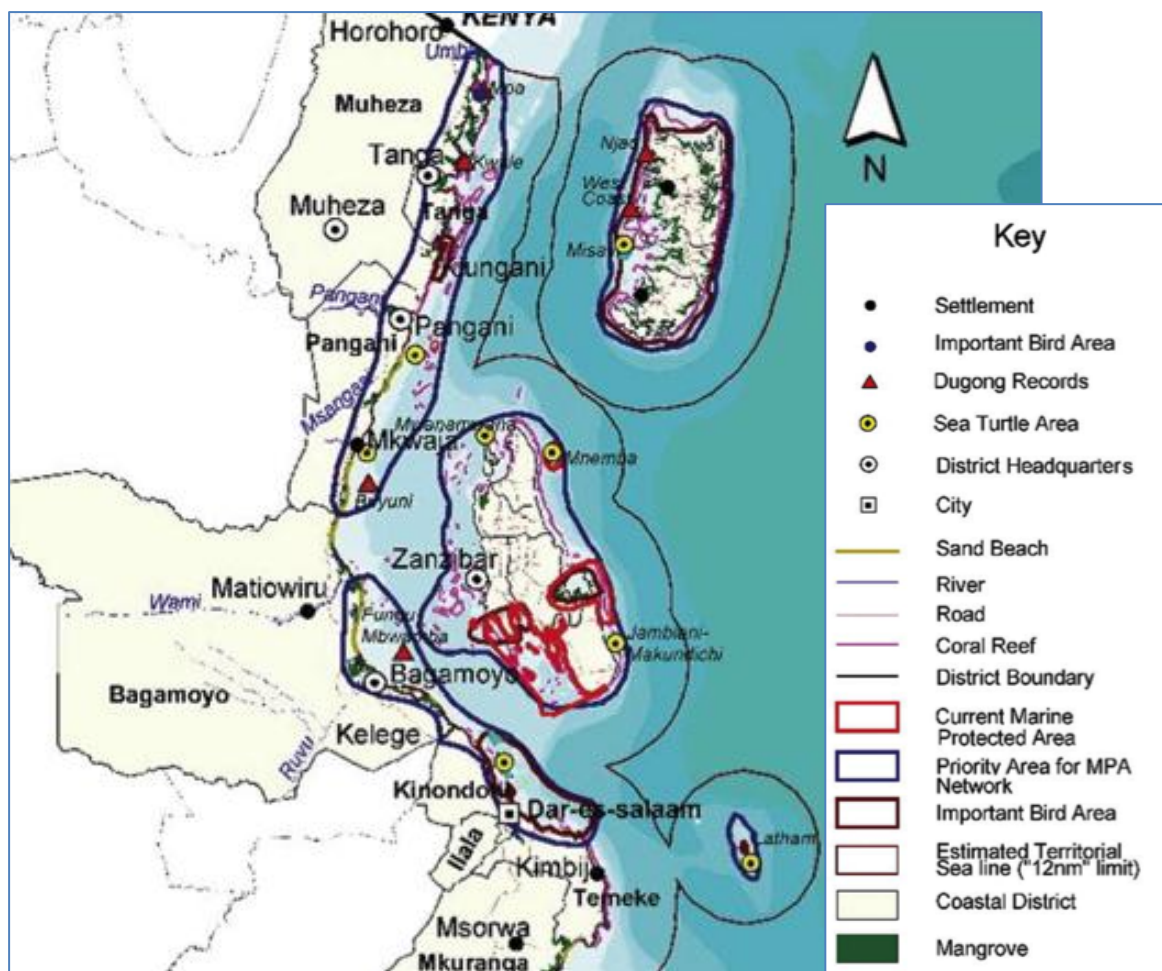 KENYA
Horohoro
Umba
Moa
Muheza
Njao
Tanga
Kwale
West
Coast
Muheza
Tanga
Misali
Kiungani
Pangani
Pangani
Pangani
Msangasi
Mkwaja
Mwanamwana
Mnemba
Buyuni
Zanzibar
Matiowiru
Wami
Fungu
Mbwamba
Jambiani-
Makundichi
Bagamoyo
Bagamoyo
Kelege
Ruvu
Kinondoni
Dar-es-salaam
Ilala
Latham
Kimbiji
Temeke
Msorwa
Mkuranga
N
Key
Settlement
Important Bird Area
Dugong Records
Sea Turtle Area
District Headquarters
City
Sand Beach
River
Road
Coral Reef
District Boundary
Current Marine
Protected Area
Priority Area for MPA
Network
Important Bird Area
Estimated Territorial
Sea line ("12nm" limit)
Coastal District
Mangrove